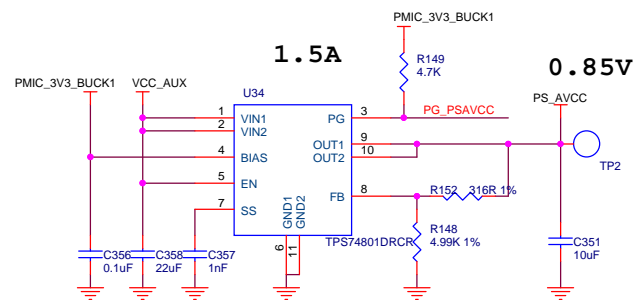 PMIC_3V3_BUCK1
1.5A
R149
4.7K
0.85V
PMIC_3V3_BUCK1
VCC_AUX
U34
PS_AVCC
1
VIN1
PG
3
PG_PSAVCC
2
VIN2
OUT1
9
4
BIAS
OUT2
10
5
EN
TP2
7
SS
GND1
GND2
FB
8
R152
316R 1%
6
11
TPS74801DRCR
R148
4.99K 1%
C356
0.1uF
C358
22uF
C357
1nF
C351
10uF